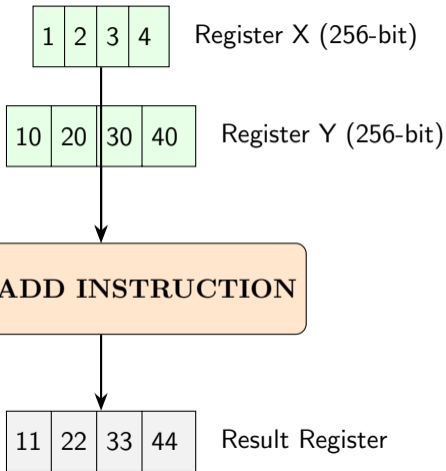 1 2 3 4 Register X (256-bit)
10 20 30 40 Register Y (256-bit)
ADD INSTRUCTION
11 22 33 44 Result Register